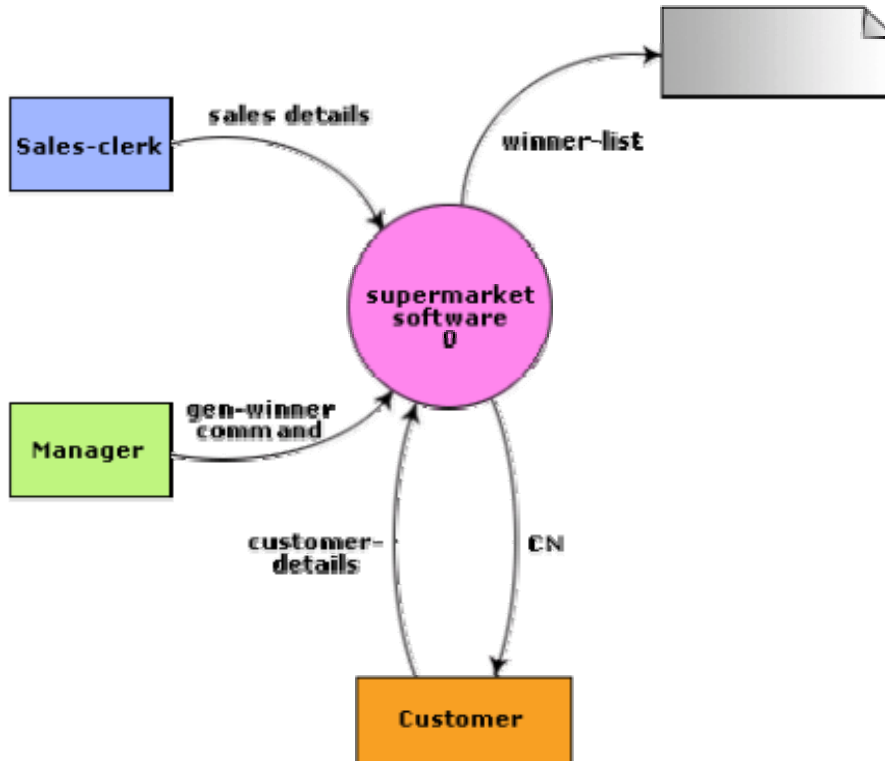 sales details
Sales-clerk
winner-list
supermarket
software
0
gen-winner
command
Manager
customer-
details
CN
Customer